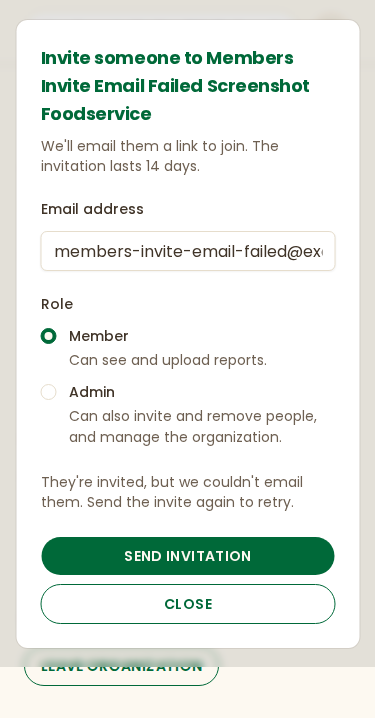 Invite someone to Members
Invite Email Failed Screenshot
Foodservice
We'll email them a link to join. The
invitation lasts 14 days.
Email address
members-invite-email-failed@ex
Role
Member
Can see and upload reports.
Admin
Can also invite and remove people,
and manage the organization.
They're invited, but we couldn't email
them. Send the invite again to retry.
SEND INVITATION
CLOSE
LEAVE ORGANIZATION